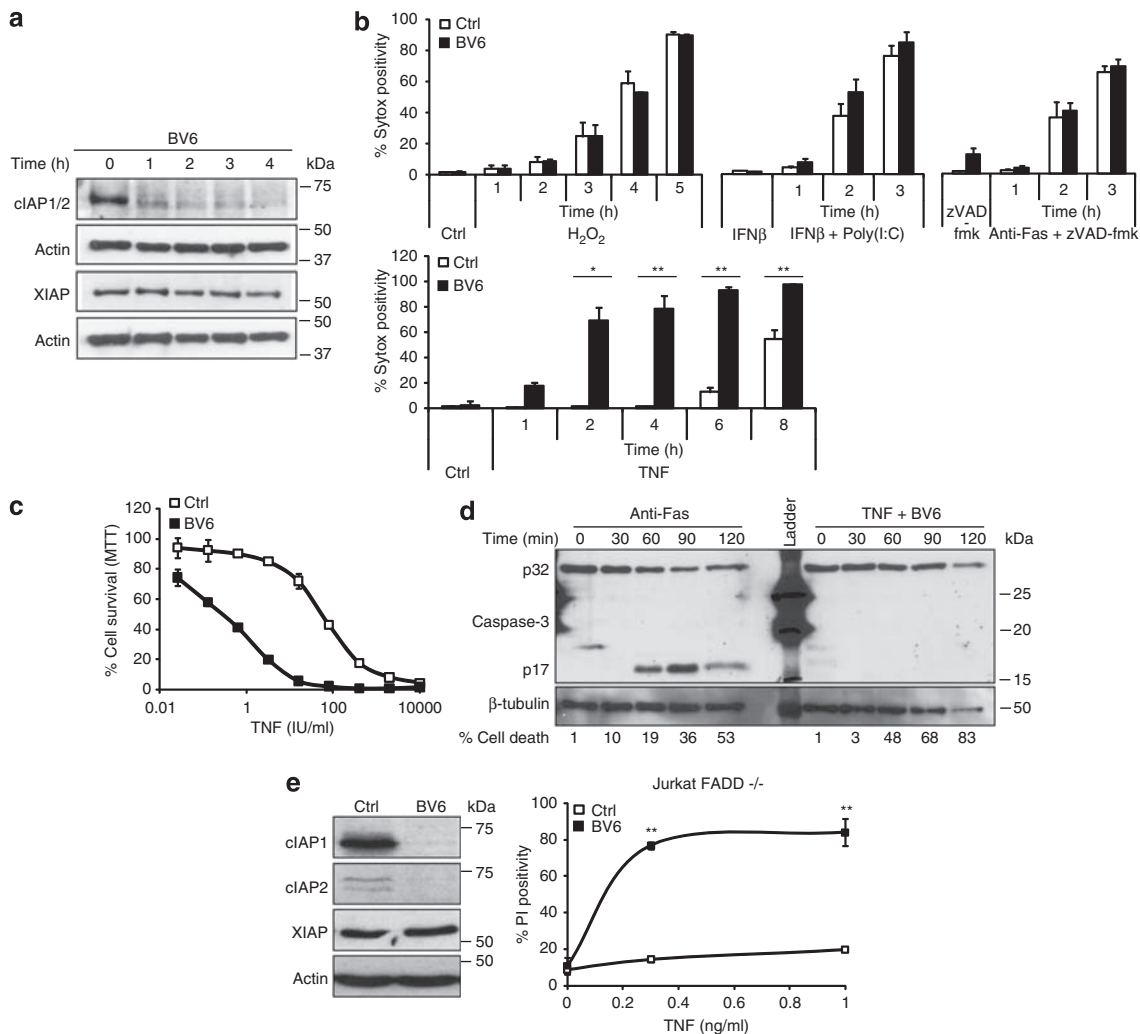 a
BV6
Time (h) 0 1 2 3 4 kDa
cIAP1/2
75
Actin
50
37
XIAP
50
Actin
50
37
b
Ctrl
BV6
% Sytox positivity
100
80
60
40
20
0
1 2 3 4 5
Time (h)
Ctrl
H2O2
1 2 3
Time (h)
IFNβ
IFNβ + Poly(I:C)
zVAD
-
fmk
1 2 3
Time (h)
Anti-Fas + zVAD-fmk
Ctrl
BV6
% Sytox positivity
120
100
80
60
40
20
0
* ** ** **
1 2 4 6 8
Time (h)
Ctrl
TNF
c
Ctrl
BV6
% Cell survival (MTT)
120
100
80
60
40
20
0
0.01 1 100 10000
TNF (IU/ml)
d
Anti-Fas
Ladder
TNF + BV6
Time (min) 0 30 60 90 120 0 30 60 90 120 kDa
p32
25
Caspase-3
20
p17
15
β-tubulin
50
% Cell death 1 10 19 36 53 1 3 48 68 83
e
Ctrl BV6 kDa
cIAP1
75
cIAP2
75
XIAP
50
Actin
50
Jurkat FADD -/-
Ctrl
BV6
% PI positivity
100
80
60
40
20
0
** **
0 0.2 0.4 0.6 0.8 1
TNF (ng/ml)